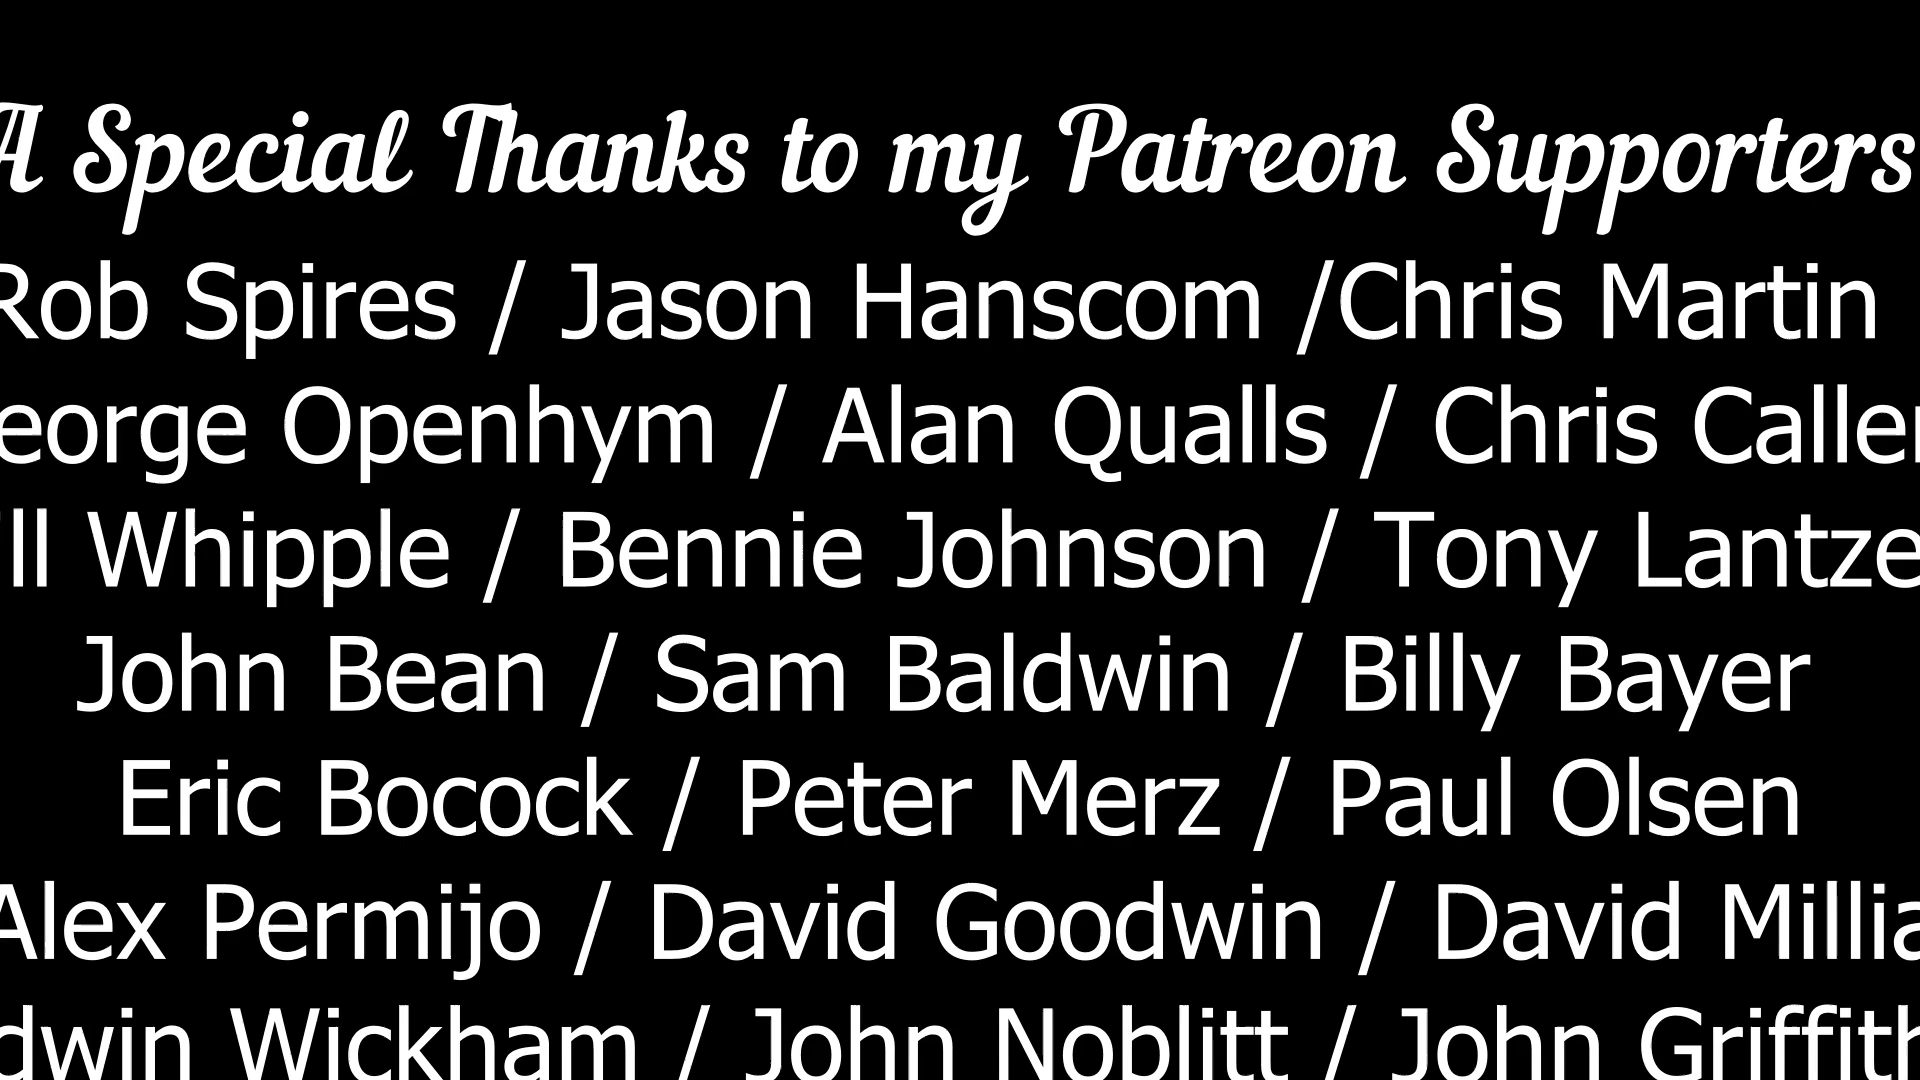 A Special Thanks to my Patreon Supporters
Rob Spires / Jason Hanscom /Chris Martin
eorge Openhym / Alan Qualls / Chris Caller
ll Whipple / Bennie Johnson / Tony Lantze
John Bean / Sam Baldwin / Billy Bayer
Eric Bocock / Peter Merz / Paul Olsen
Alex Permijo / David Goodwin / David Millia
dwin Wickham / John Noblitt / John Griffith